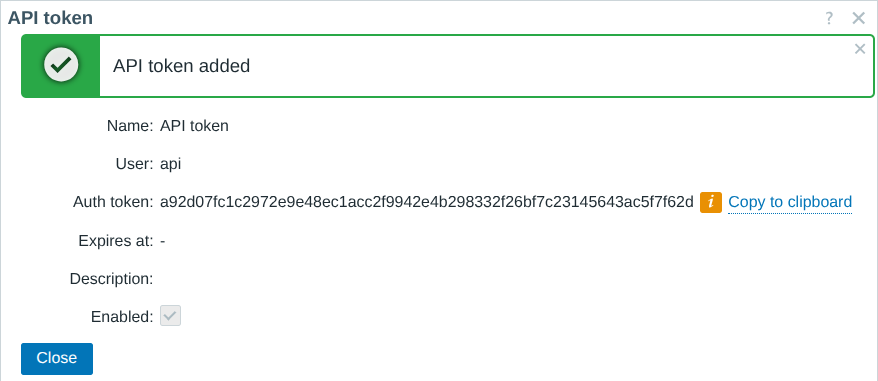 API token ?
API token added
Name: API token
User: api
Auth token: a92d07fc1c2972e9e48ec1acc2f9942e4b298332f26bf7c23145643ac5f7f62d i Copy to clipboard
Expires at: -
Description:
Enabled:
Close